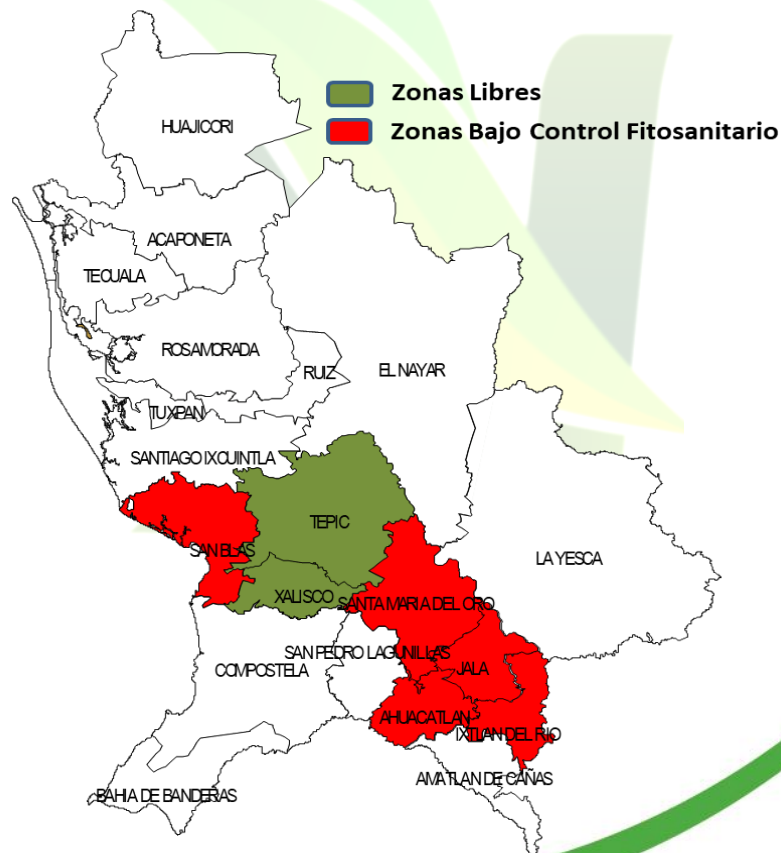 Zonas Libres
Zonas Bajo Control Fitosanitario
HUAJICORI
ACAPONETA
TECUALA
ROSAMORADA
RUIZ
EL NAYAR
TUXPAN
SANTIAGO IXCUINTLA
TEPIC
SAN BLAS
LA YESCA
XALISCO
SANTA MARIA DEL ORO
SAN PEDRO LAGUNILLAS
COMPOSTELA
JALA
AHUACATLAN
IXTLAN DEL RIO
AMATLAN DE CAÑAS
BAHIA DE BANDERAS